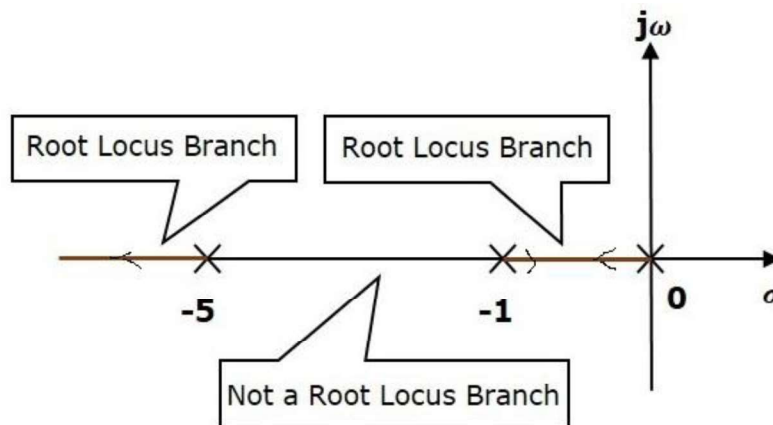 jω
Root Locus Branch
Root Locus Branch
-5
-1
0
σ
Not a Root Locus Branch